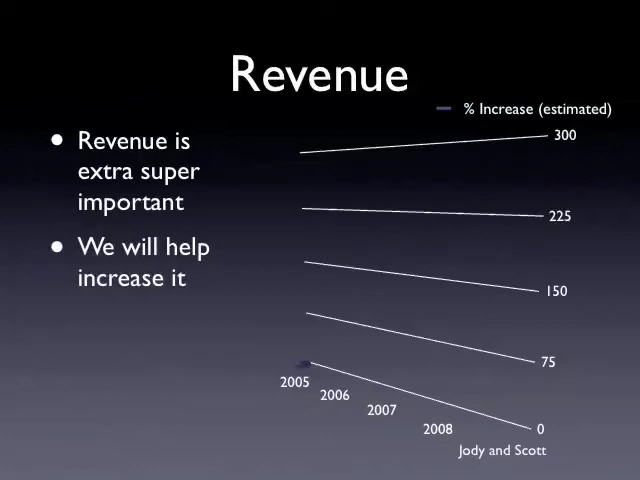 Revenue
% Increase (estimated)
• Revenue is
extra super
important
• We will help
increase it
300
225
150
75
0
2005
2006
2007
2008
Jody and Scott